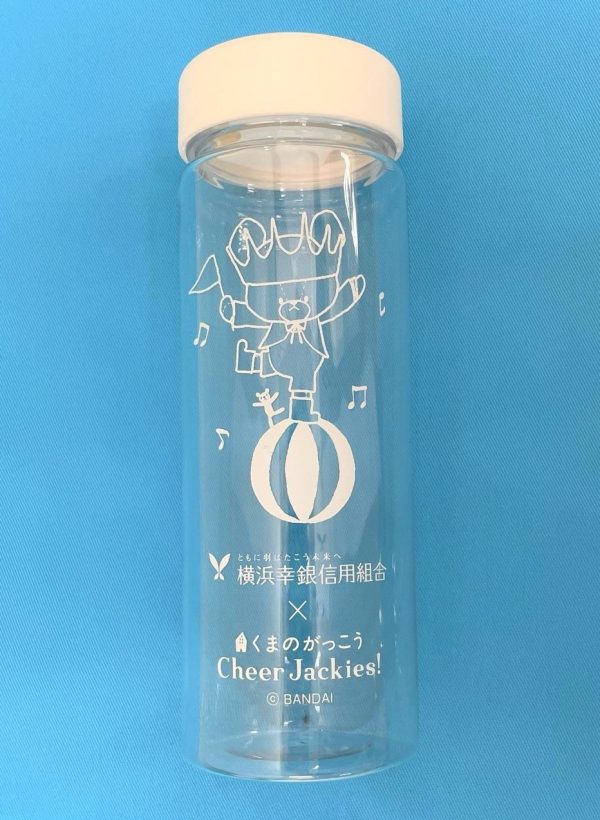 ともに羽ばたこう未来へ
横浜幸銀信用組合
×
くまのがっこう
Cheer Jackies!
© BANDAI